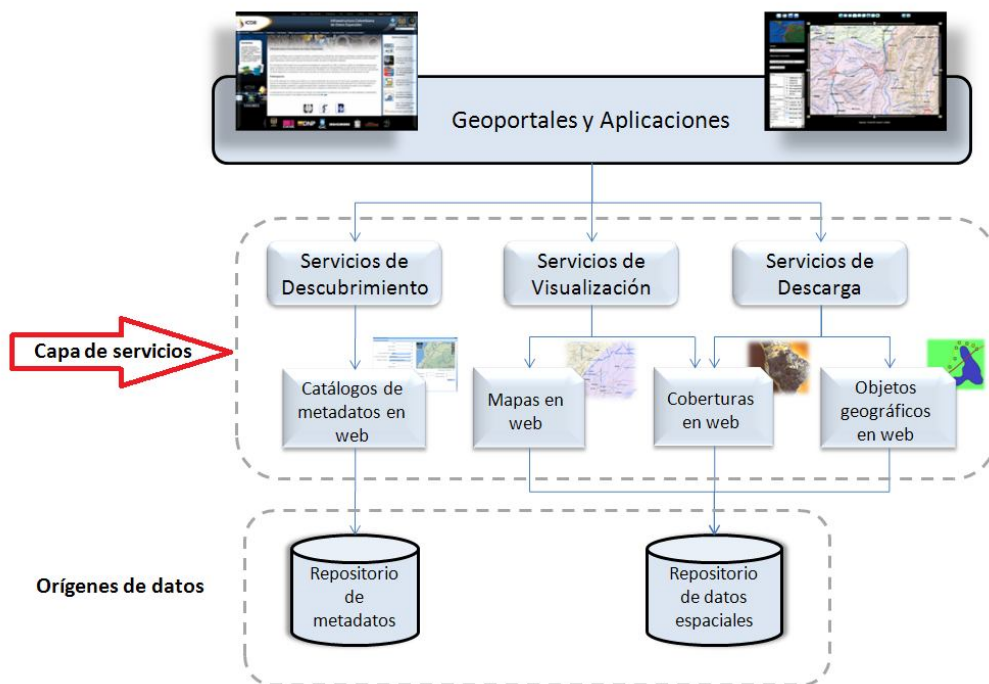 Geoportales y Aplicaciones
Servicios de
Descubrimiento
Servicios de
Visualización
Servicios de
Descarga
Capa de servicios
Catálogos de
metadatos en
web
Mapas en
web
Coberturas
en web
Objetos
geográficos
en web
Orígenes de datos
Repositorio
de
metadatos
Repositorio
de datos
espaciales